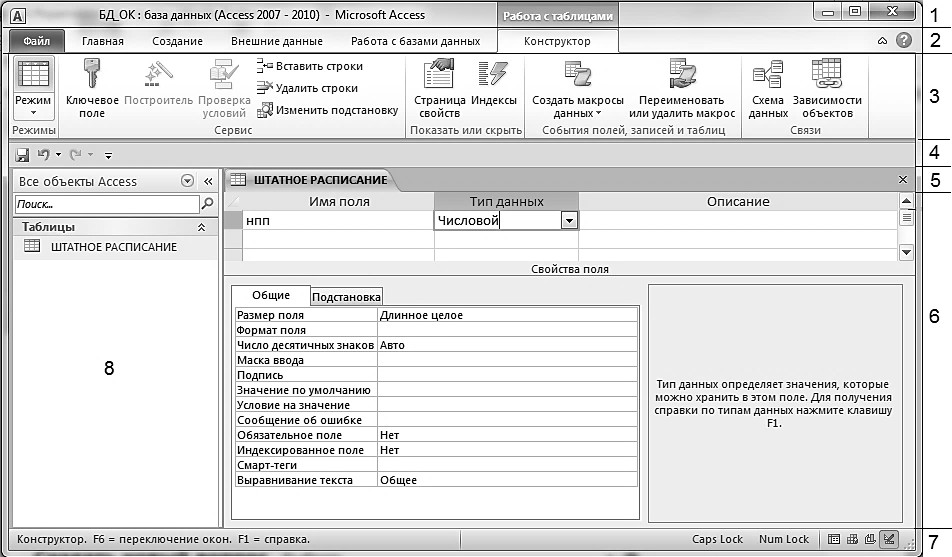 БД_ОК : база данных (Access 2007 - 2010) - Microsoft Access
Работа с таблицами
1
Файл Главная Создание Внешние данные Работа с базами данных Конструктор
2
Режим
Режимы
Ключевое поле
Построитель
Проверка условий
Вставить строки
Удалить строки
Изменить подстановку
Сервис
Страница свойств
Индексы
Показать или скрыть
Создать макросы данных
Переименовать или удалить макрос
События полей, записей и таблиц
Схема данных
Зависимости объектов
Связи
3
4
Все объекты Access
Поиск...
Таблицы
ШТАТНОЕ РАСПИСАНИЕ
8
ШТАТНОЕ РАСПИСАНИЕ
5
Имя поля Тип данных Описание
нпп Числовой
Свойства поля
Общие Подстановка
Размер поля Длинное целое
Формат поля
Число десятичных знаков Авто
Маска ввода
Подпись
Значение по умолчанию
Условие на значение
Сообщение об ошибке
Обязательное поле Нет
Индексированное поле Нет
Смарт-теги
Выравнивание текста Общее
Тип данных определяет значения, которые
можно хранить в этом поле. Для получения
справки по типам данных нажмите клавишу
F1.
6
Конструктор. F6 = переключение окон. F1 = справка.
Caps Lock Num Lock
7